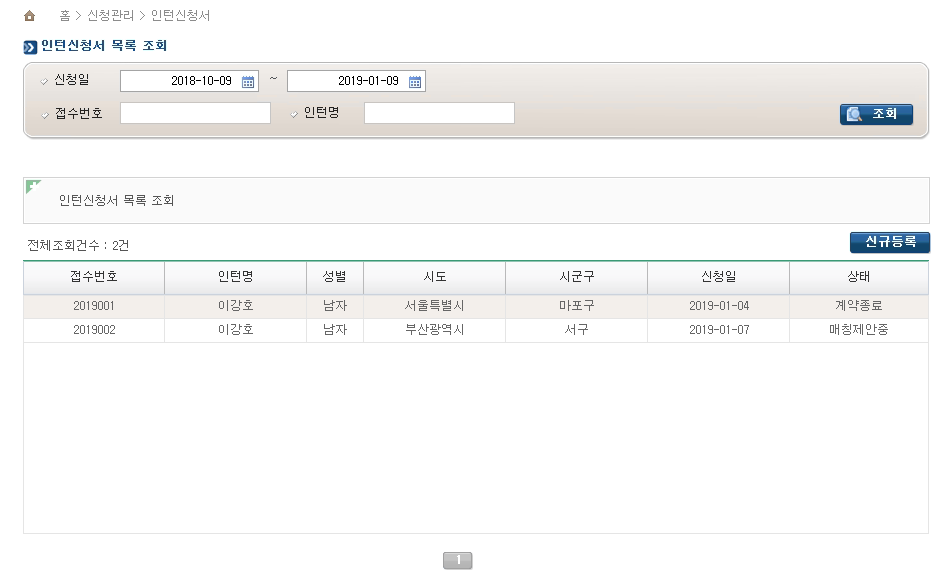 홈 > 신청관리 > 인턴신청서
인턴신청서 목록 조회
신청일 2018-10-09 ~ 2019-01-09
접수번호 인턴명 조회
인턴신청서 목록 조회
전체조회건수 : 2건 신규등록
접수번호 인턴명 성별 시도 시군구 신청일 상태
2019001 이강호 남자 서울특별시 마포구 2019-01-04 계약종료
2019002 이강호 남자 부산광역시 서구 2019-01-07 매칭제안중
1